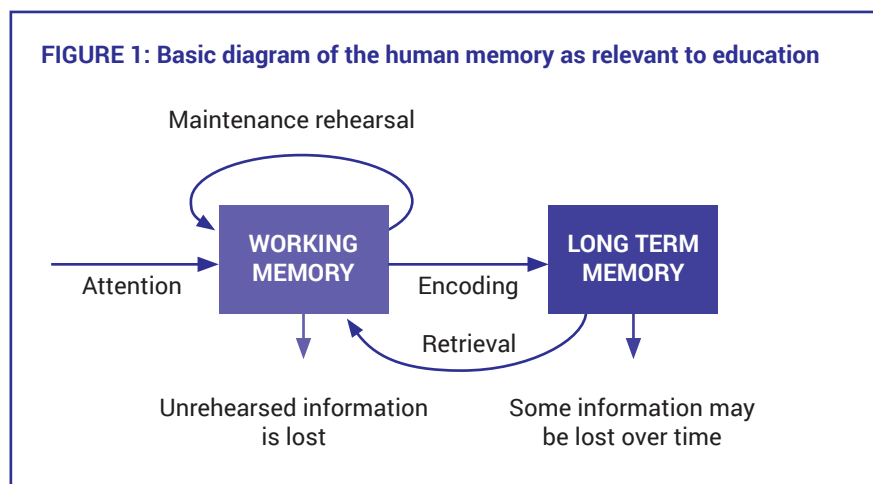 FIGURE 1: Basic diagram of the human memory as relevant to education
Maintenance rehearsal
WORKING
MEMORY
LONG TERM
MEMORY
Attention
Encoding
Retrieval
Unrehearsed information
is lost
Some information may
be lost over time